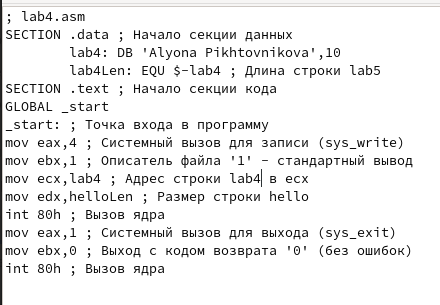 ; lab4.asm
SECTION .data ; Начало секции данных
lab4: DB 'Alyona Pikhtovnikova',10
lab4Len: EQU $-lab4 ; Длина строки lab5
SECTION .text ; Начало секции кода
GLOBAL _start
_start: ; Точка входа в программу
mov eax,4 ; Системный вызов для записи (sys_write)
mov ebx,1 ; Описатель файла '1' - стандартный вывод
mov ecx,lab4 ; Адрес строки lab4 в ecx
mov edx,helloLen ; Размер строки hello
int 80h ; Вызов ядра
mov eax,1 ; Системный вызов для выхода (sys_exit)
mov ebx,0 ; Выход с кодом возврата '0' (без ошибок)
int 80h ; Вызов ядра